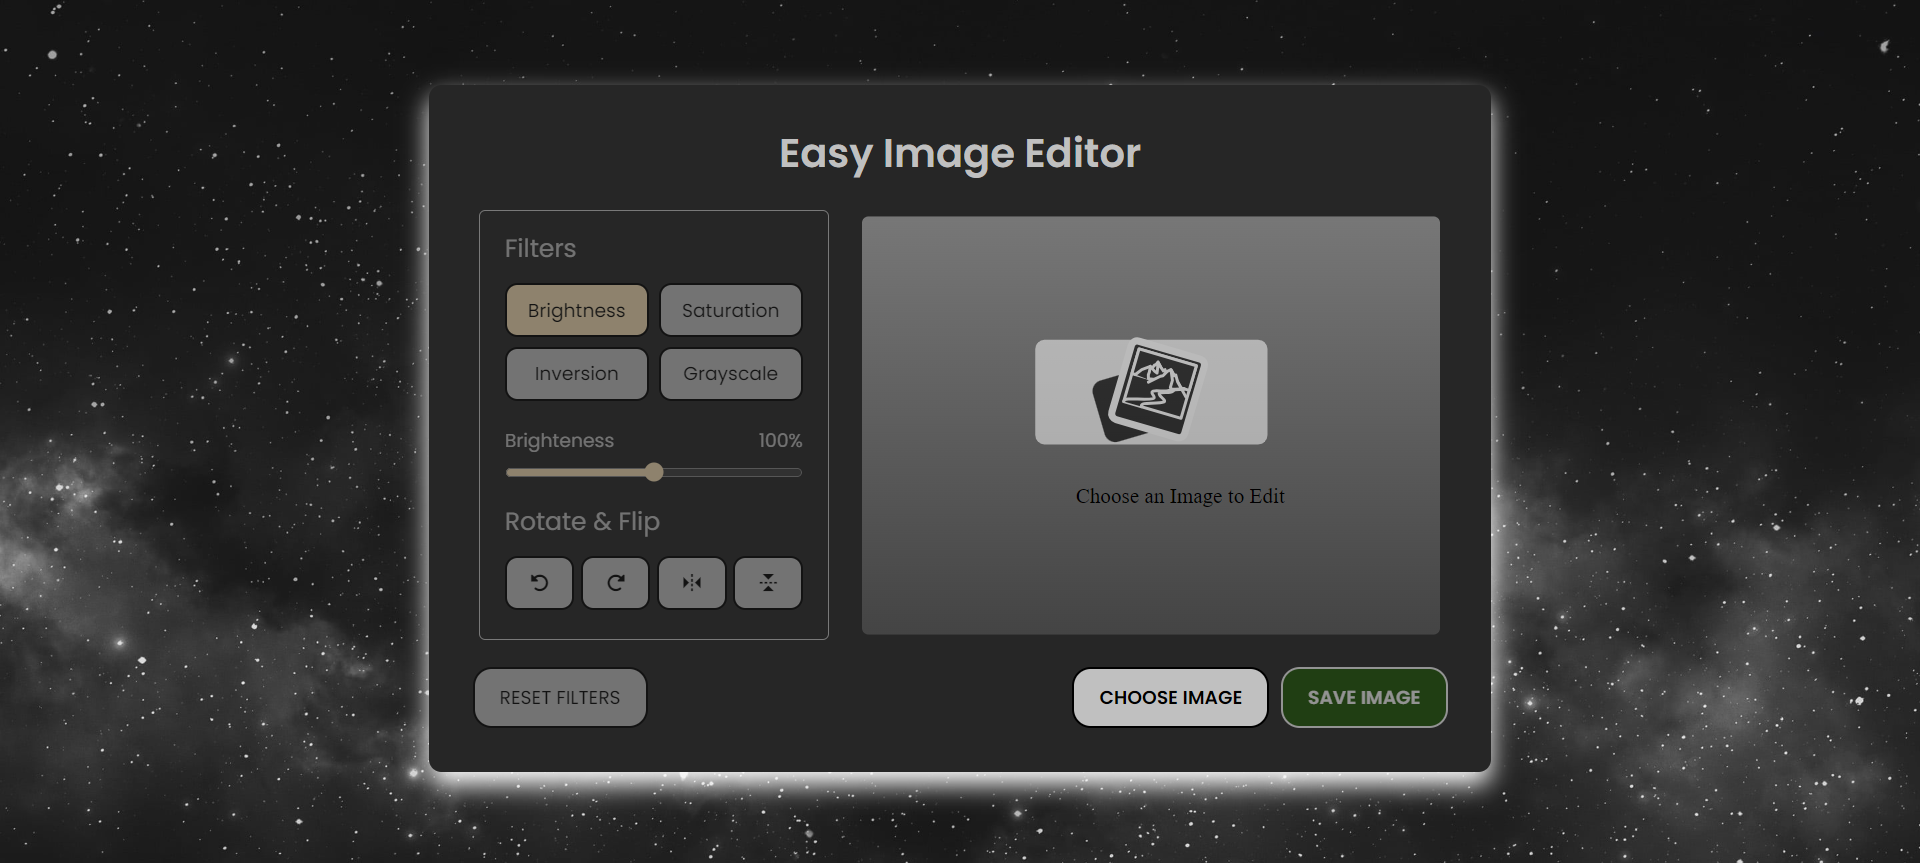 Easy Image Editor
Filters
Brightness
Saturation
Inversion
Grayscale
Brighteness
100%
Rotate & Flip
Choose an Image to Edit
RESET FILTERS
CHOOSE IMAGE
SAVE IMAGE